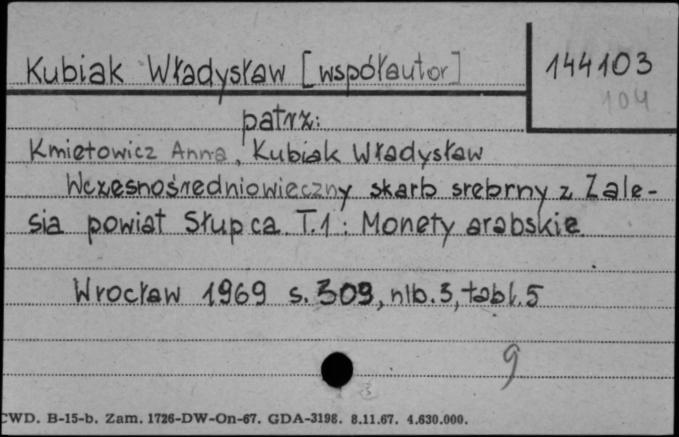 Kubiak Władysław [współautor] 144103
104
patrz:
Kmietowicz Anna, Kubiak Władysław
Wczesnośredniowieczny skarb srebrny z Zale-
sia powiat Słupca. T.1: Monety arabskie
Wrocław 1969 s. 309, nlb. 3, tabl. 5
9
CWD. B-15-b. Zam. 1726-DW-On-67. GDA-3198. 8.11.67. 4.630.000.